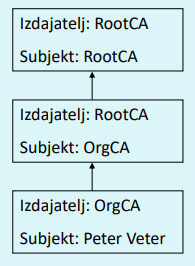 Izdajatelj: RootCA
Subjekt: RootCA
Izdajatelj: RootCA
Subjekt: OrgCA
Izdajatelj: OrgCA
Subjekt: Peter Veter